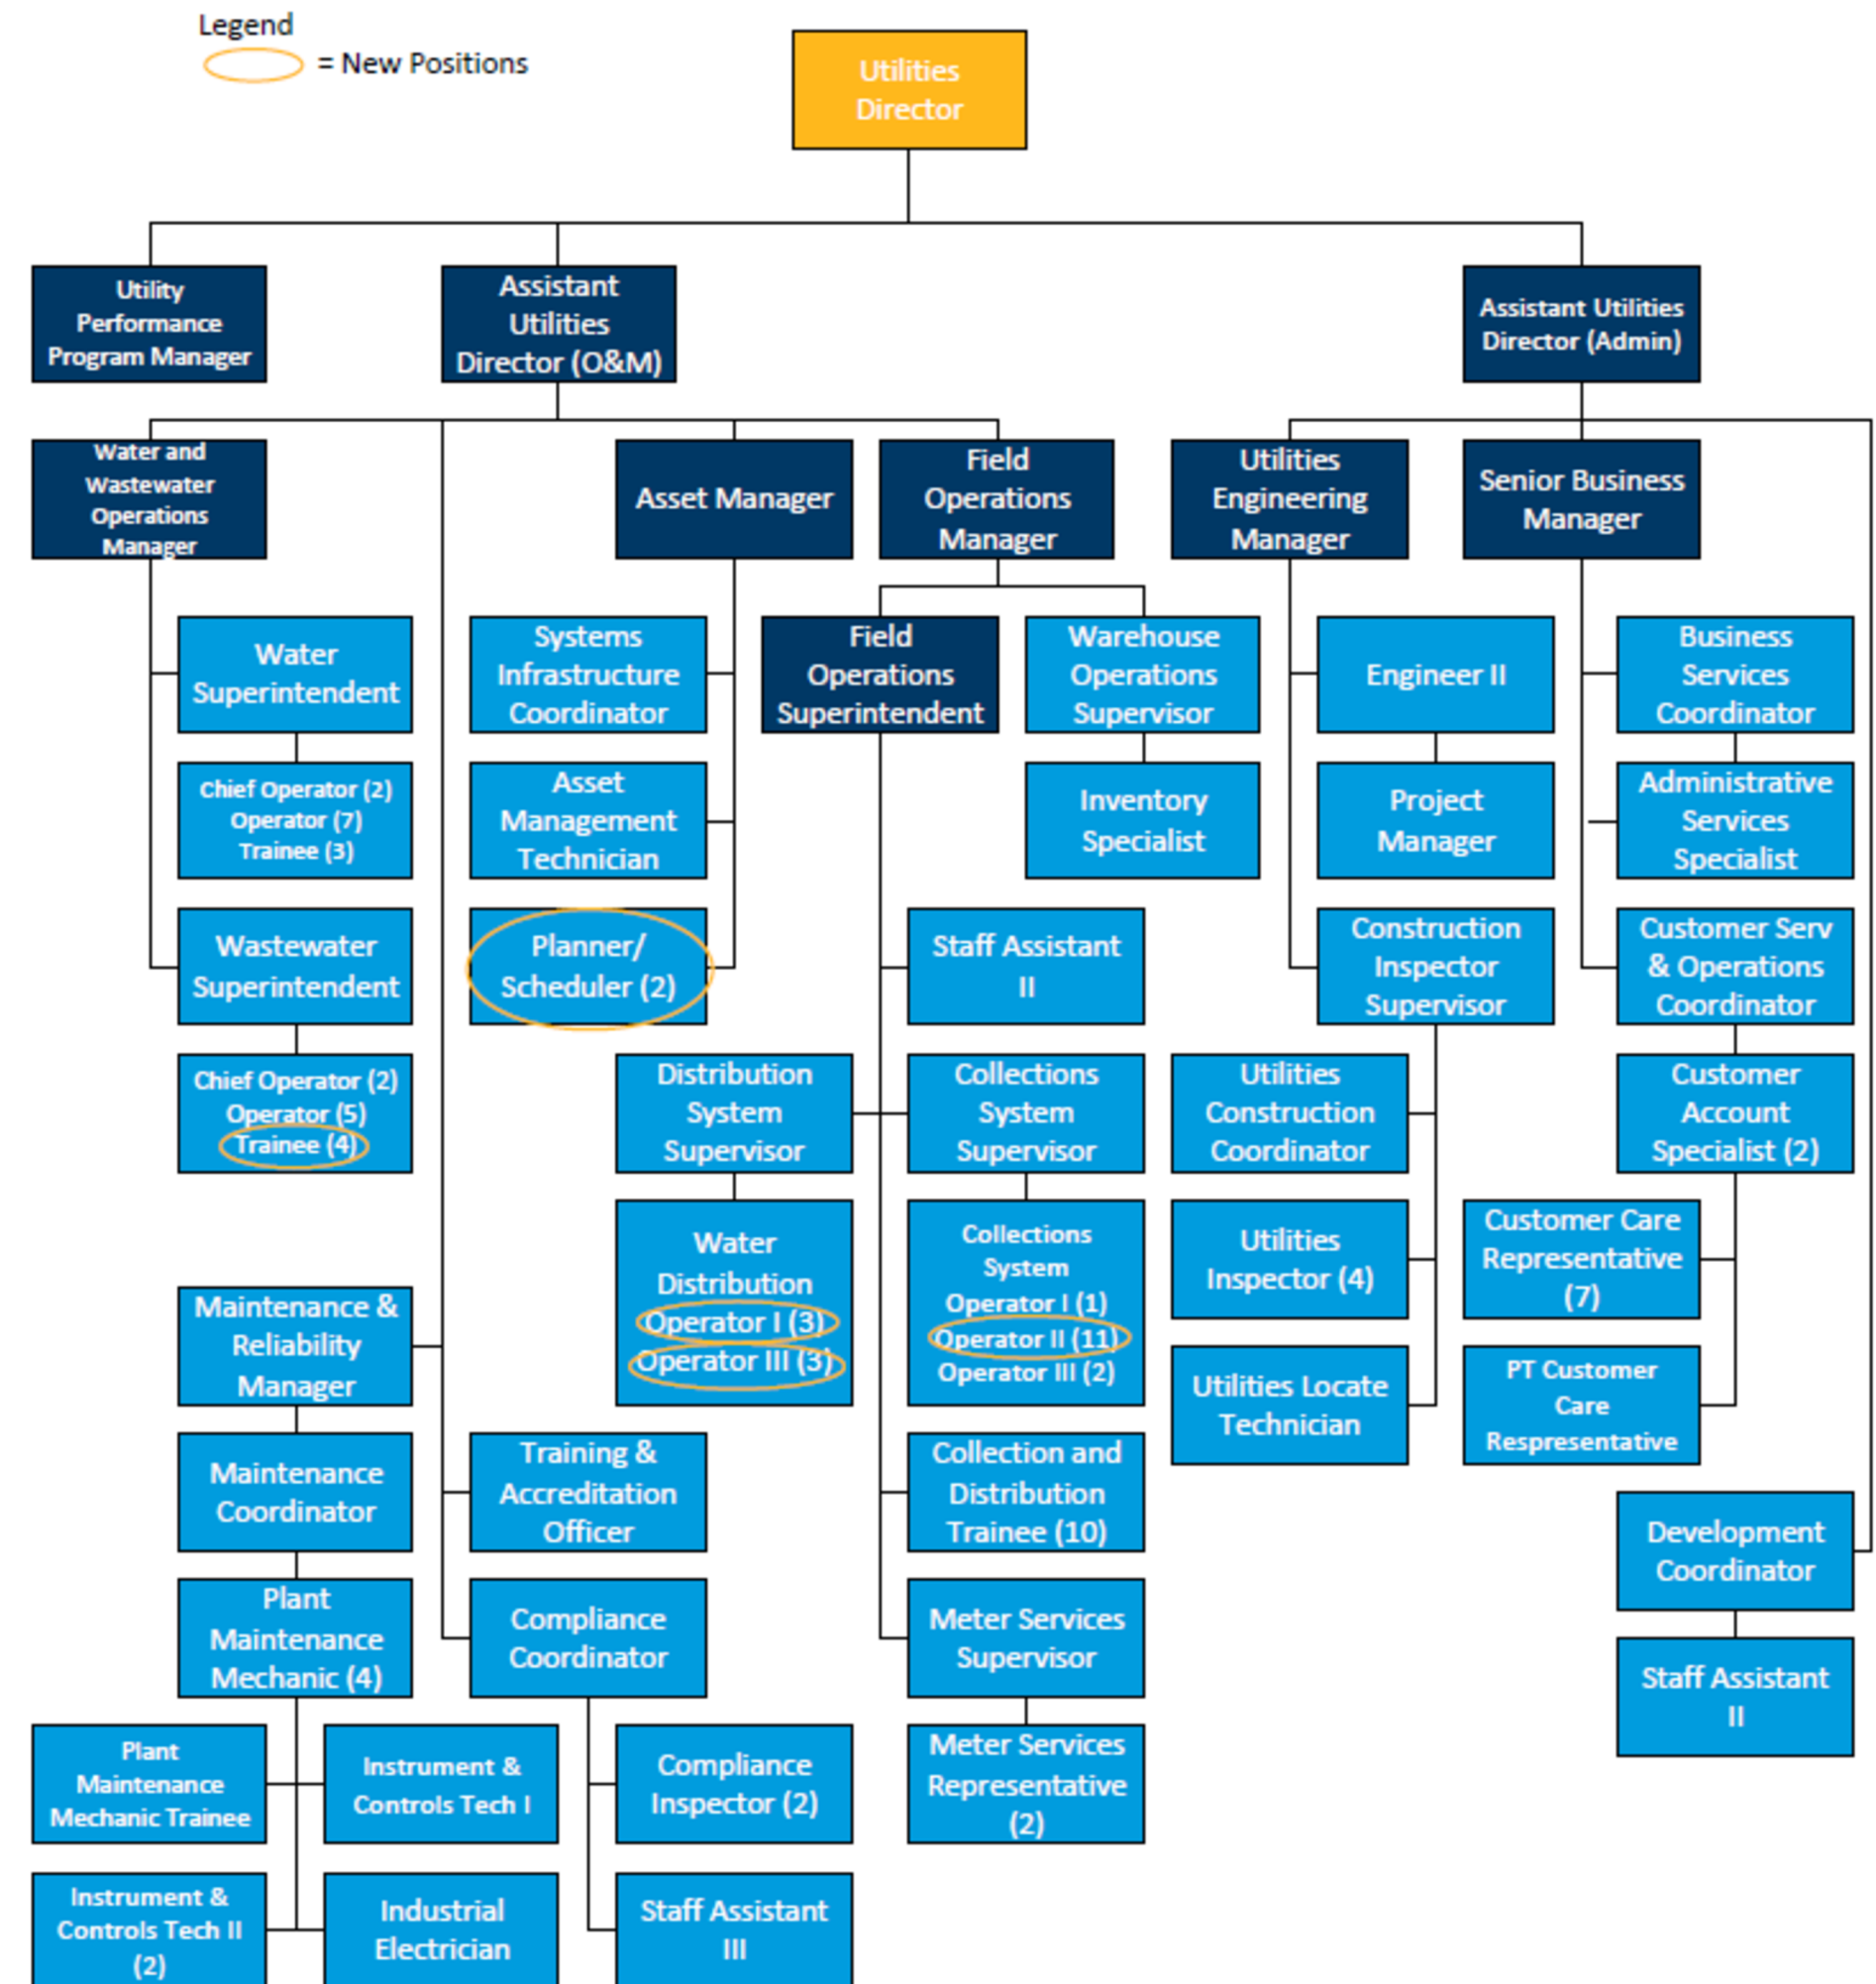 Legend
= New Positions
Utilities
Director
Utility
Performance
Program Manager
Assistant
Utilities
Director (O&M)
Assistant Utilities
Director (Admin)
Water and
Wastewater
Operations
Manager
Asset Manager
Field
Operations
Manager
Utilities
Engineering
Manager
Senior Business
Manager
Water
Superintendent
Systems
Infrastructure
Coordinator
Field
Operations
Superintendent
Warehouse
Operations
Supervisor
Engineer II
Business
Services
Coordinator
Chief Operator (2)
Operator (7)
Trainee (3)
Asset
Management
Technician
Inventory
Specialist
Project
Manager
Administrative
Services
Specialist
Wastewater
Superintendent
Planner/
Scheduler (2)
Staff Assistant
II
Construction
Inspector
Supervisor
Customer Serv
& Operations
Coordinator
Chief Operator (2)
Operator (5)
Trainee (4)
Distribution
System
Supervisor
Collections
System
Supervisor
Utilities
Construction
Coordinator
Customer
Account
Specialist (2)
Water
Distribution
Operator I (3)
Operator III (3)
Collections
System
Operator I (1)
Operator II (11)
Operator III (2)
Utilities
Inspector (4)
Customer Care
Representative
(7)
Maintenance &
Reliability
Manager
Utilities Locate
Technician
PT Customer
Care
Respresentative
Maintenance
Coordinator
Training &
Accreditation
Officer
Collection and
Distribution
Trainee (10)
Development
Coordinator
Plant
Maintenance
Mechanic (4)
Compliance
Coordinator
Meter Services
Supervisor
Staff Assistant
II
Plant
Maintenance
Mechanic Trainee
Instrument &
Controls Tech I
Compliance
Inspector (2)
Meter Services
Representative
(2)
Instrument &
Controls Tech II
(2)
Industrial
Electrician
Staff Assistant
III